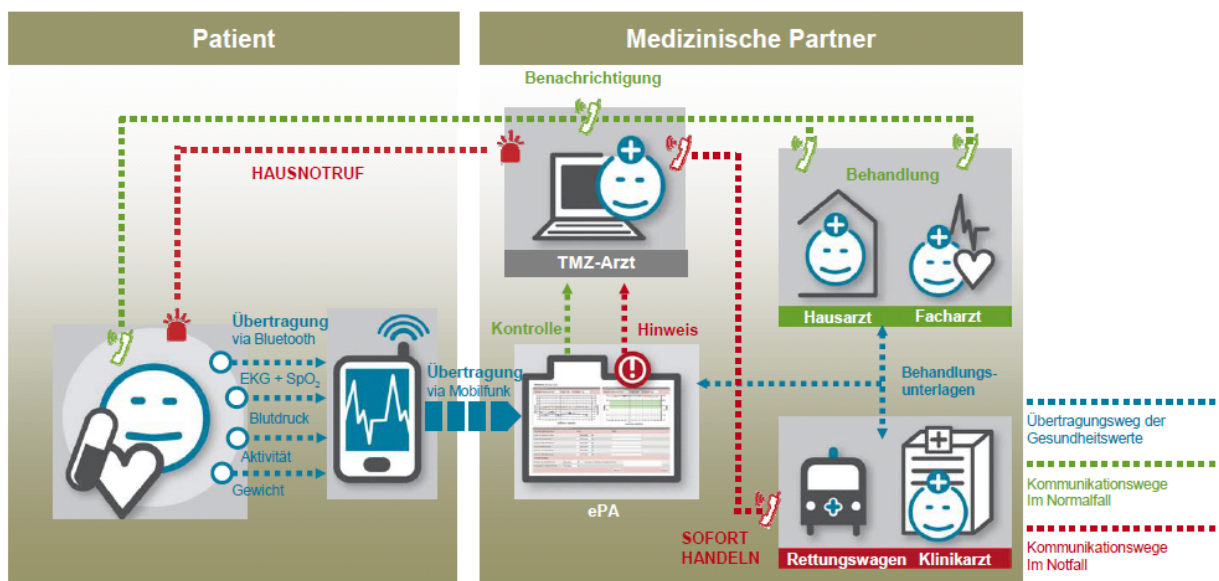 Patient
Medizinische Partner
Benachrichtigung
HAUSNOTRUF
Behandlung
TMZ-Arzt
Hausarzt
Facharzt
Übertragung
via Bluetooth
EKG + SpO₂
Blutdruck
Aktivität
Gewicht
Übertragung
via Mobilfunk
Kontrolle
Hinweis
ePA
Behandlungs-
unterlagen
SOFORT
HANDELN
Rettungswagen
Klinikarzt
Übertragungsweg der
Gesundheitswerte
Kommunikationswege
Im Normalfall
Kommunikationswege
Im Notfall